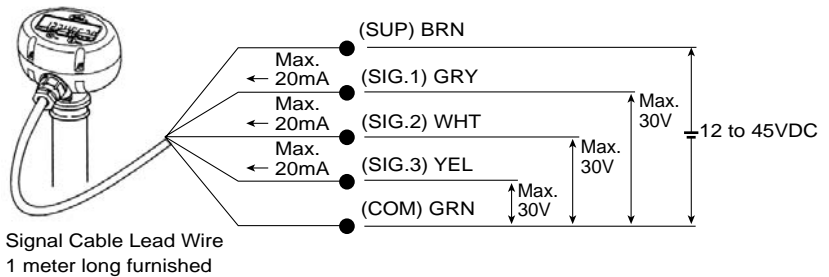 (SUP) BRN
Max.
← 20mA
(SIG.1) GRY
Max.
30V
Max.
← 20mA
(SIG.2) WHT
Max.
30V
12 to 45VDC
Max.
← 20mA
(SIG.3) YEL
Max.
30V
(COM) GRN
Signal Cable Lead Wire
1 meter long furnished